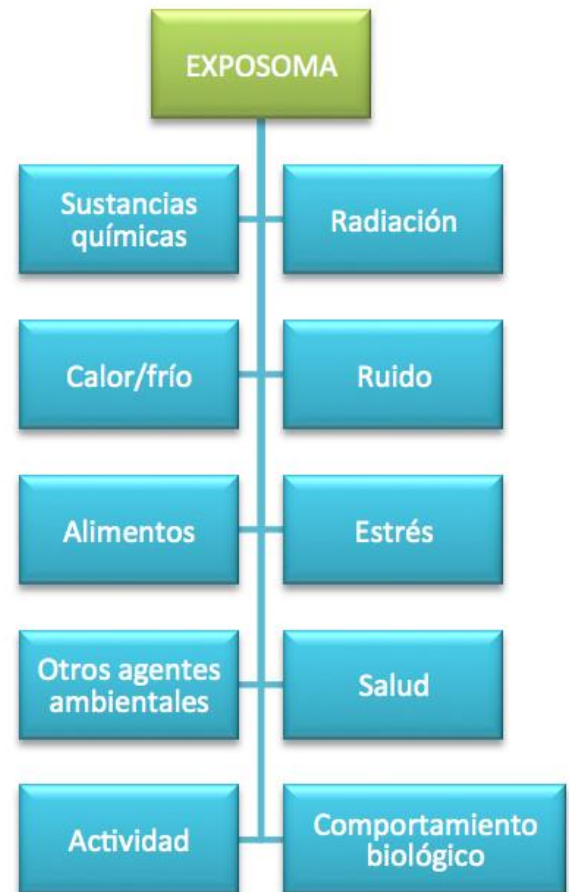 EXPOSOMA
Sustancias
químicas
Radiación
Calor/frío
Ruido
Alimentos
Estrés
Otros agentes
ambientales
Salud
Actividad
Comportamiento
biológico